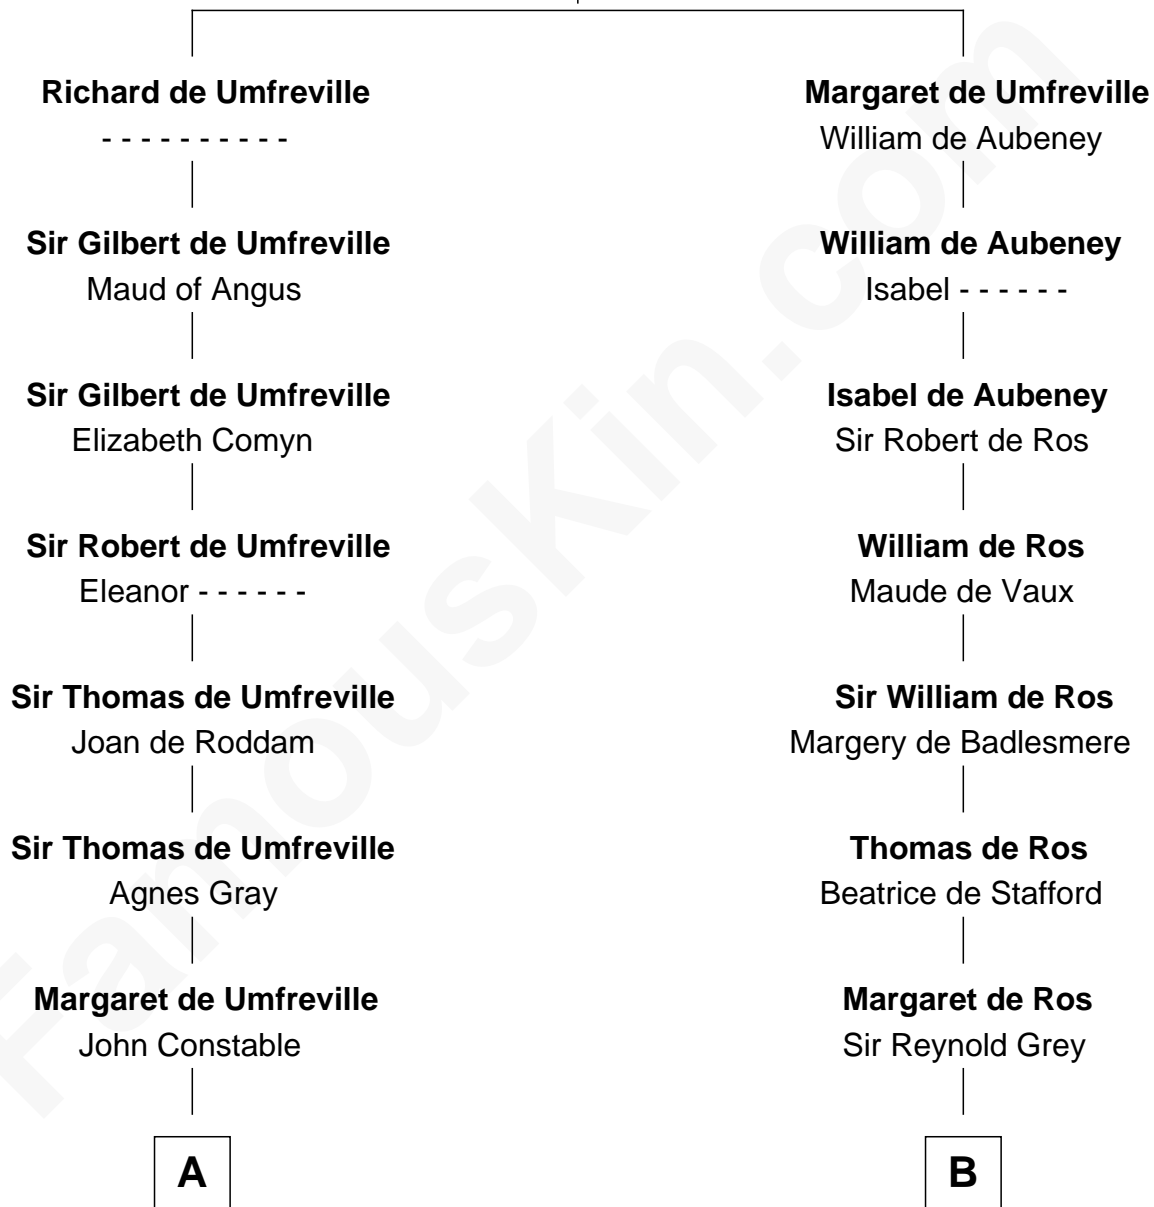 Richard de Umfreville
- - - - - - - - - -
Sir Gilbert de Umfreville
Maud of Angus
Sir Gilbert de Umfreville
Elizabeth Comyn
Sir Robert de Umfreville
Eleanor - - - - - -
Sir Thomas de Umfreville
Joan de Roddam
Sir Thomas de Umfreville
Agnes Gray
Margaret de Umfreville
John Constable
A
Margaret de Umfreville
William de Aubeney
William de Aubeney
Isabel - - - - - -
Isabel de Aubeney
Sir Robert de Ros
William de Ros
Maude de Vaux
Sir William de Ros
Margery de Badlesmere
Thomas de Ros
Beatrice de Stafford
Margaret de Ros
Sir Reynold Grey
B
FamousKin.com